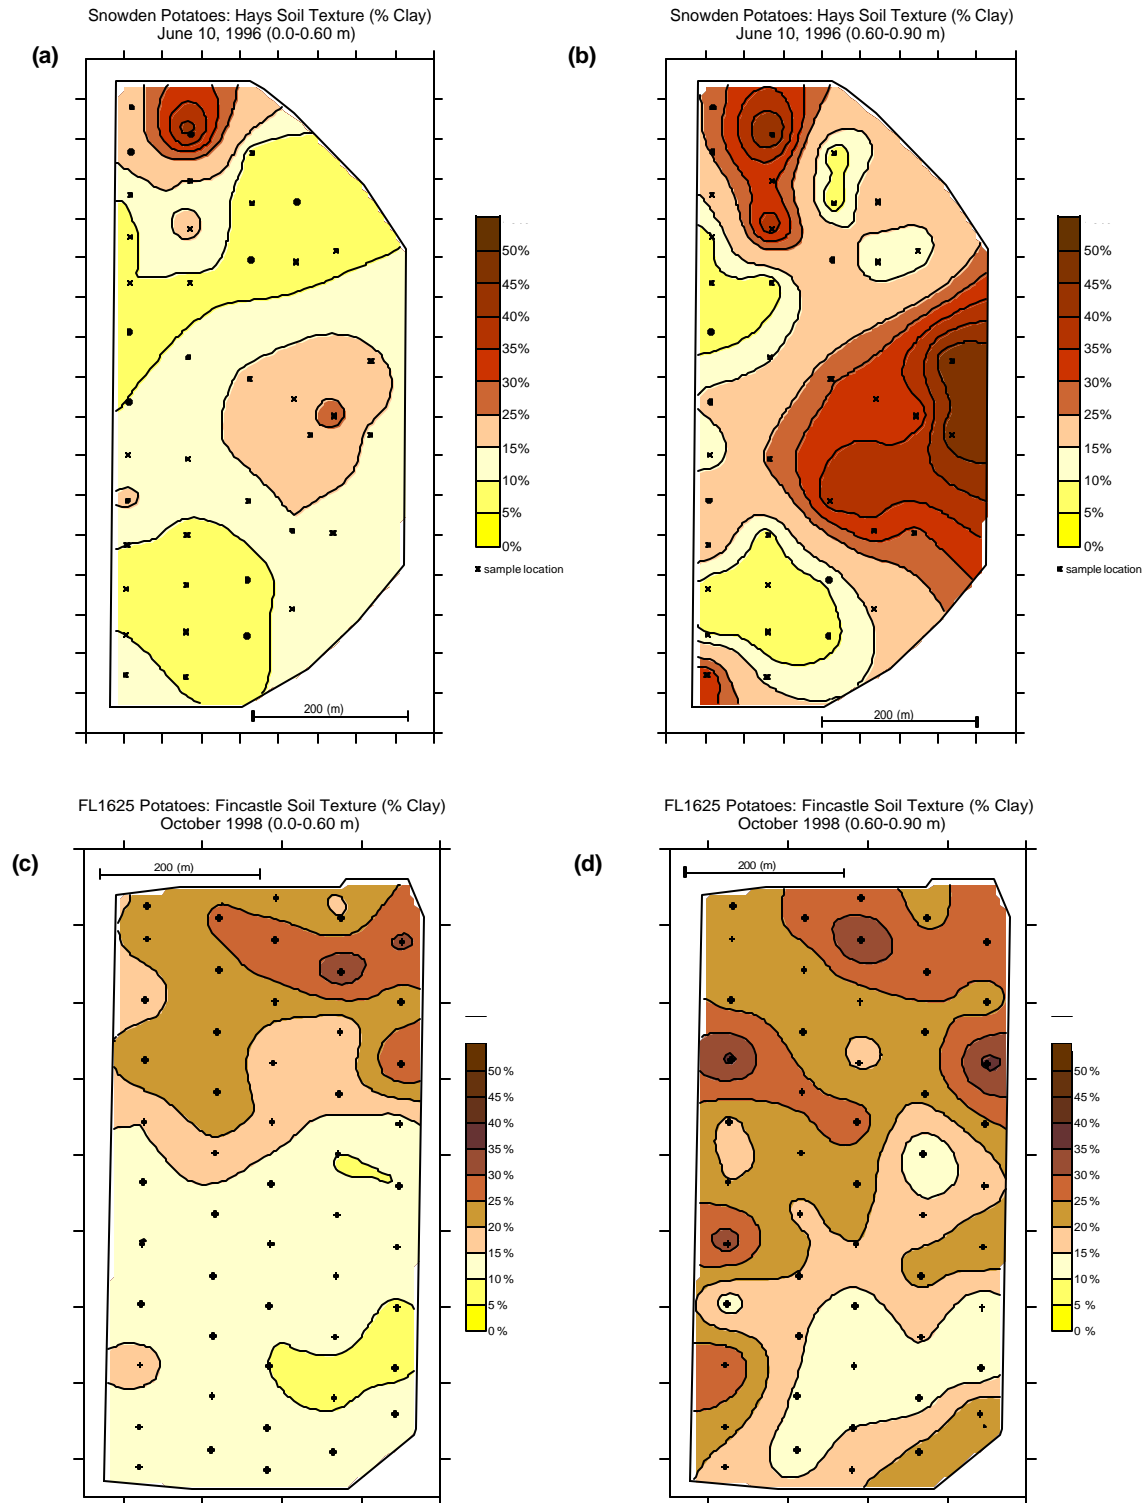 Snowden Potatoes: Hays Soil Texture (% Clay)
June 10, 1996 (0.0-0.60 m)
(a)
50%
45%
40%
35%
30%
25%
15%
10%
5%
0%
sample location
200 (m)
Snowden Potatoes: Hays Soil Texture (% Clay)
June 10, 1996 (0.60-0.90 m)
(b)
50%
45%
40%
35%
30%
25%
15%
10%
5%
0%
sample location
200 (m)
FL1625 Potatoes: Fincastle Soil Texture (% Clay)
October 1998 (0.0-0.60 m)
(c)
200 (m)
50 %
45 %
40 %
35 %
30 %
25 %
20 %
15 %
10 %
5 %
0 %
FL1625 Potatoes: Fincastle Soil Texture (% Clay)
October 1998 (0.60-0.90 m)
(d)
200 (m)
50 %
45 %
40 %
35 %
30 %
25 %
20 %
15 %
10 %
5 %
0 %